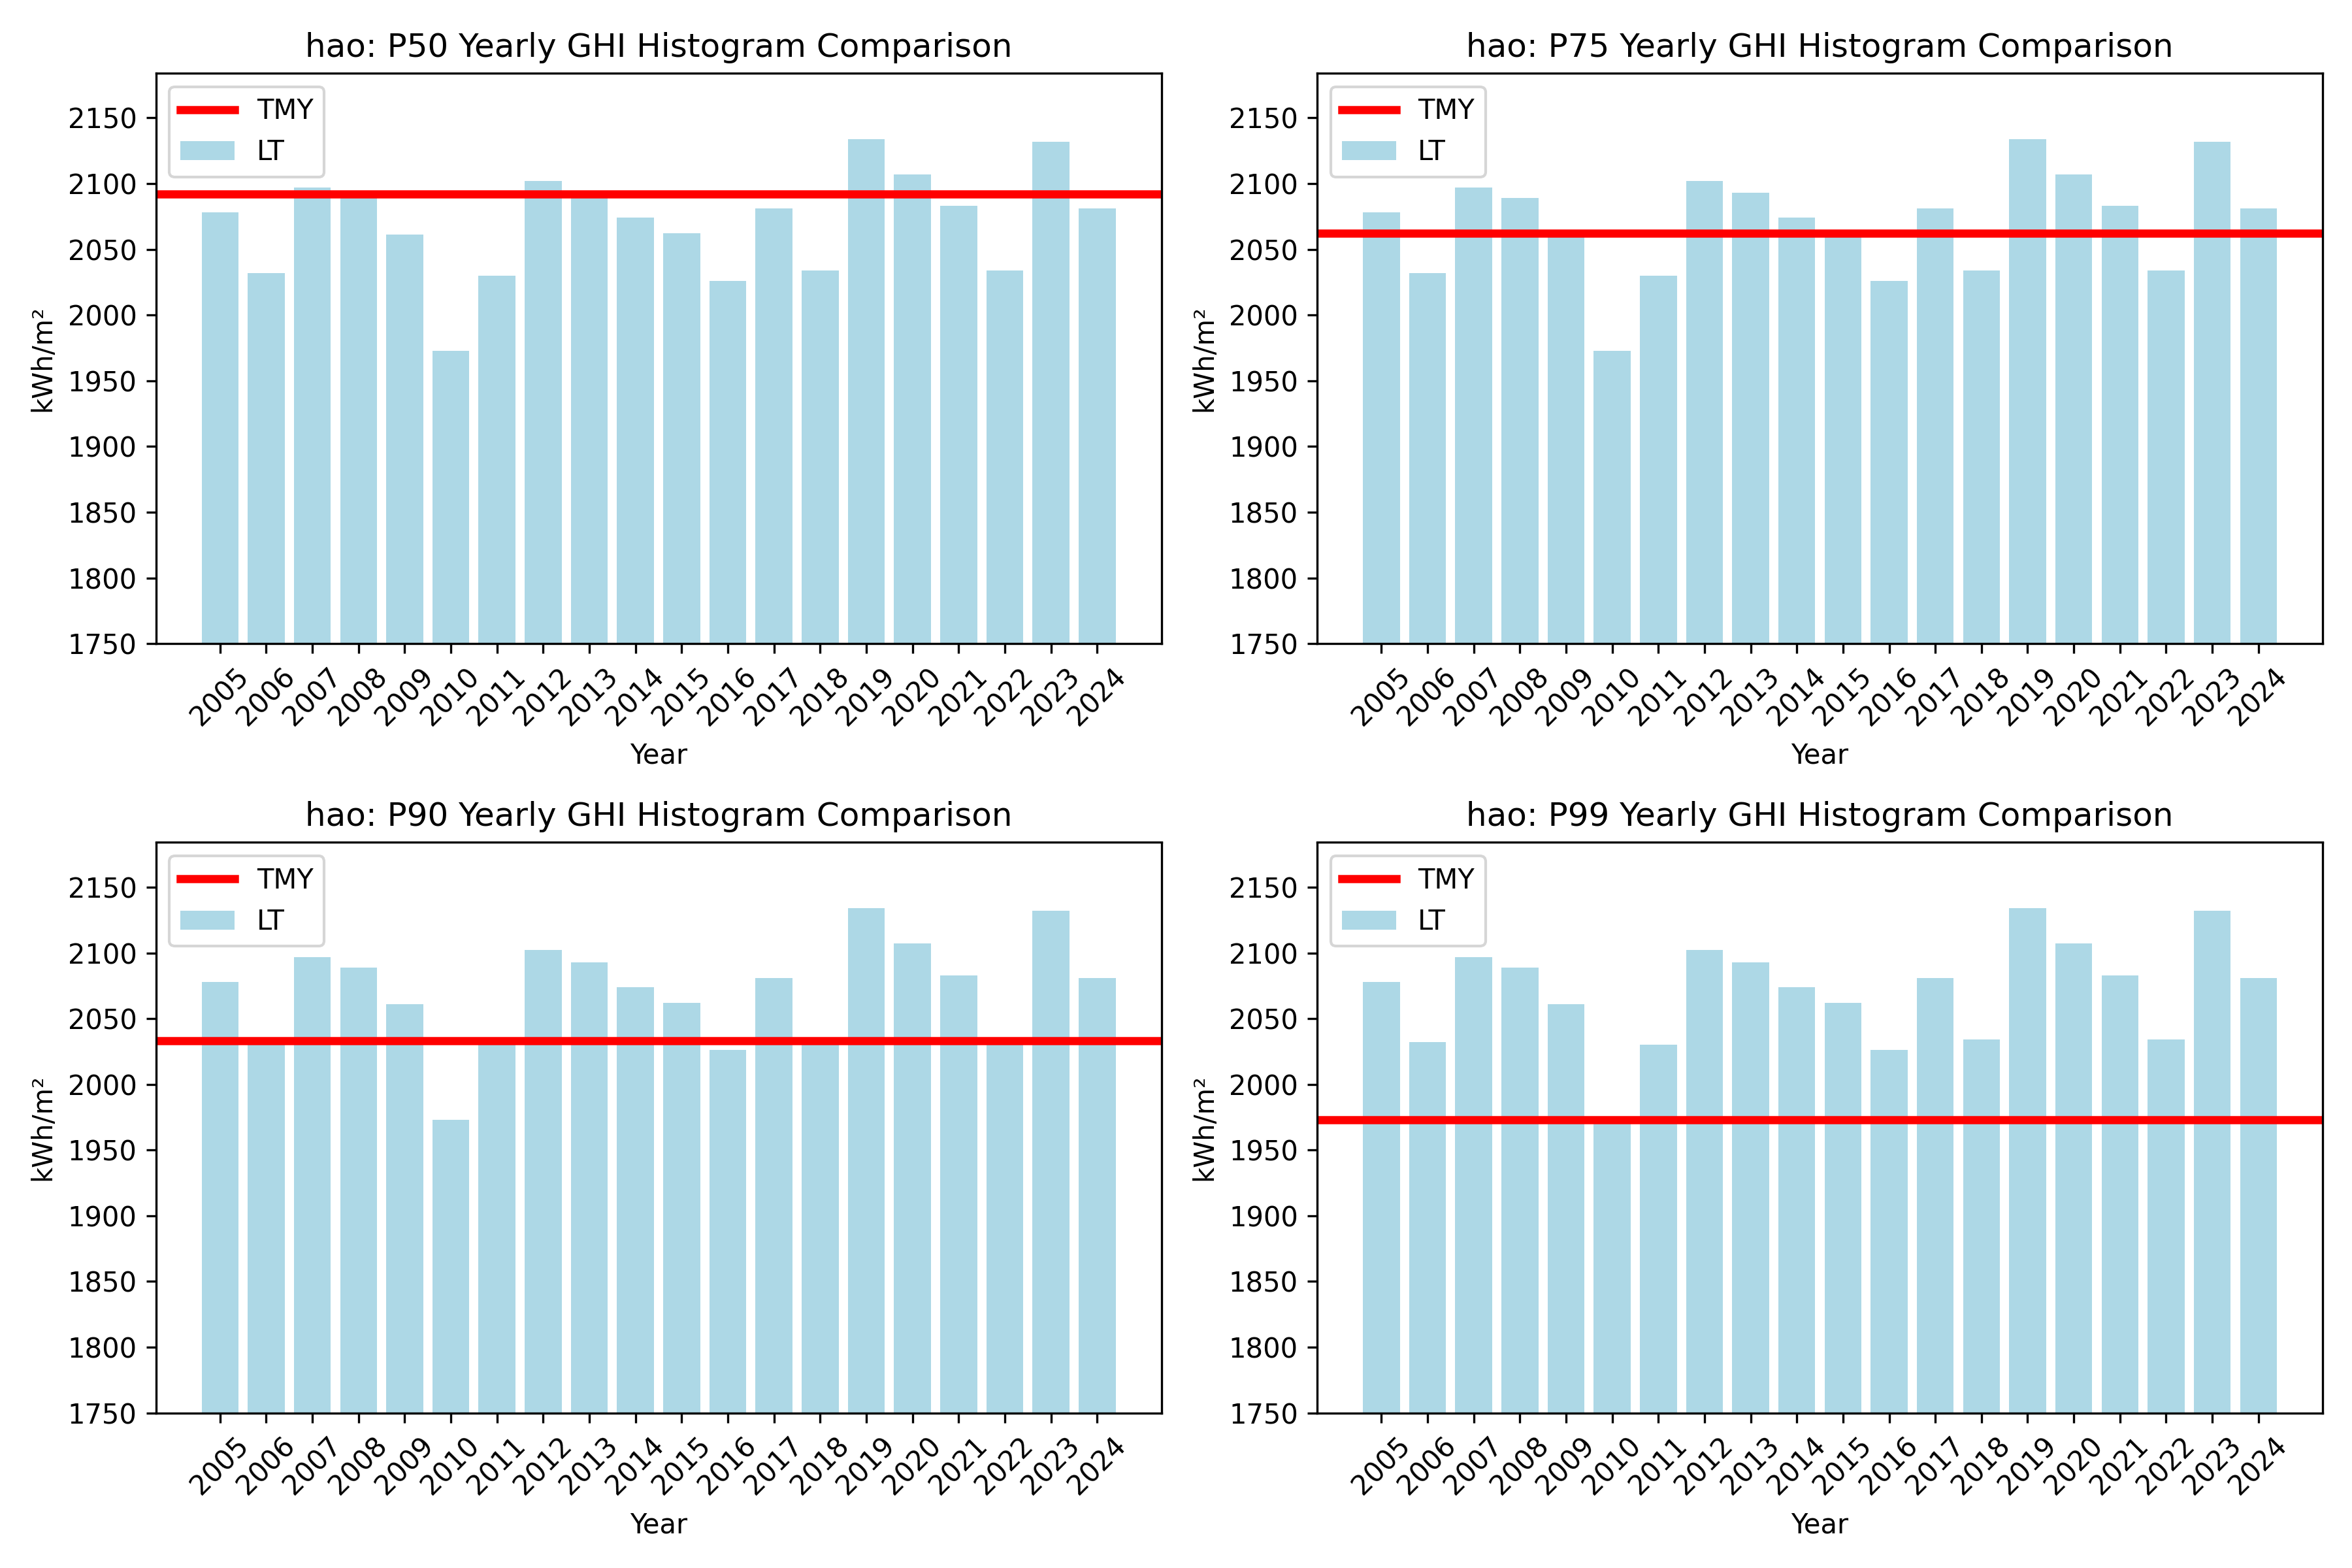 hao: P50 Yearly GHI Histogram Comparison
TMY
LT
kWh/m²
2150
2100
2050
2000
1950
1900
1850
1800
1750
2005 2006 2007 2008 2009 2010 2011 2012 2013 2014 2015 2016 2017 2018 2019 2020 2021 2022 2023 2024
Year
hao: P75 Yearly GHI Histogram Comparison
TMY
LT
kWh/m²
2150
2100
2050
2000
1950
1900
1850
1800
1750
2005 2006 2007 2008 2009 2010 2011 2012 2013 2014 2015 2016 2017 2018 2019 2020 2021 2022 2023 2024
Year
hao: P90 Yearly GHI Histogram Comparison
TMY
LT
kWh/m²
2150
2100
2050
2000
1950
1900
1850
1800
1750
2005 2006 2007 2008 2009 2010 2011 2012 2013 2014 2015 2016 2017 2018 2019 2020 2021 2022 2023 2024
Year
hao: P99 Yearly GHI Histogram Comparison
TMY
LT
kWh/m²
2150
2100
2050
2000
1950
1900
1850
1800
1750
2005 2006 2007 2008 2009 2010 2011 2012 2013 2014 2015 2016 2017 2018 2019 2020 2021 2022 2023 2024
Year